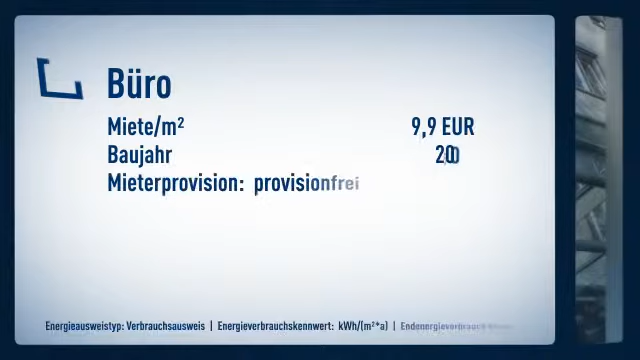 Büro
Miete/m² 9,9 EUR
Baujahr
Mieterprovision: provisionfrei
Energieausweistyp: Verbrauchsausweis | Energieverbrauchskennwert: kWh/(m²*a) |